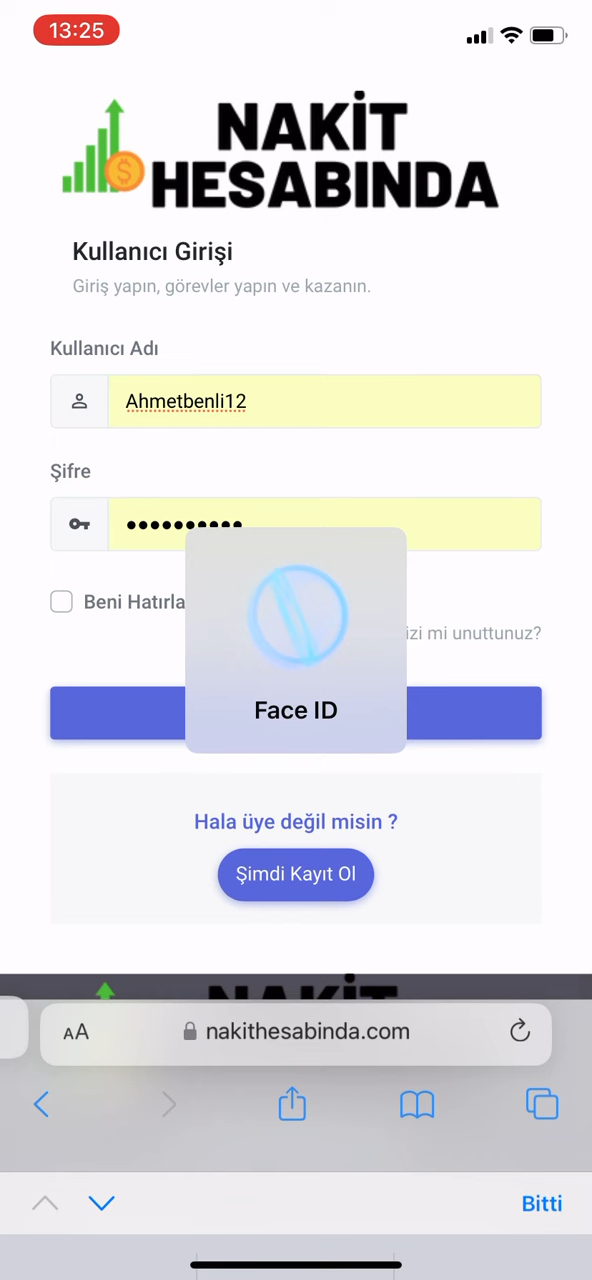 13:25
NAKİT
HESABINDA
Kullanıcı Girişi
Giriş yapın, görevler yapın ve kazanın.
Kullanıcı Adı
Ahmetbenli12
Şifre
Beni Hatırla
mi unuttunuz?
Face ID
Hala üye değil misin ?
Şimdi Kayıt Ol
NAKİT
AA
nakithesabinda.com
Bitti